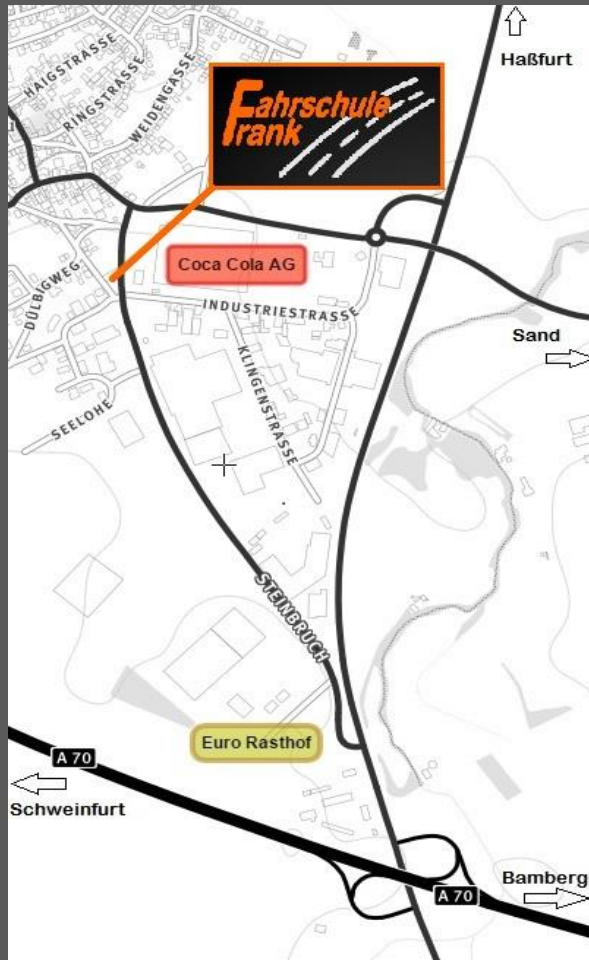 Haßfurt
HAIGSTRASSE
RINGSTRASSE
WEIDENGASSE
Fahrschule
Frank
Coca Cola AG
DÜLBIGWEG
INDUSTRIESTRASSE
Sand
KLINGENSTRASSE
SEELOHE
STEINBRUCH
Euro Rasthof
A 70
Schweinfurt
Bamberg
A 70